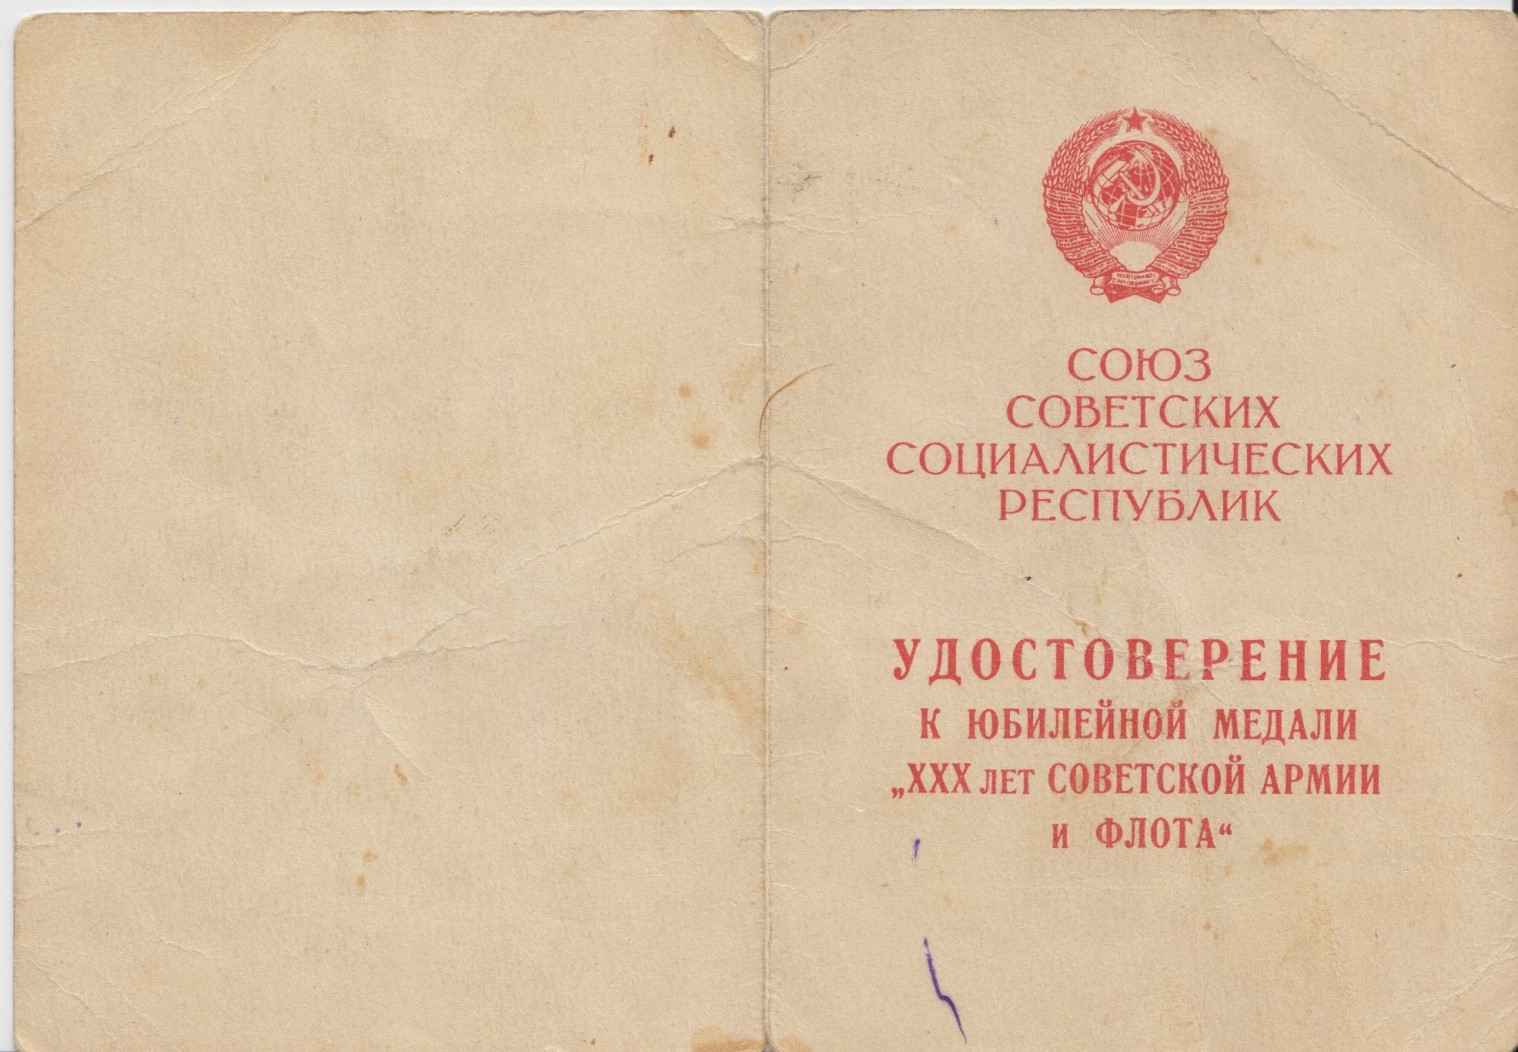 СОЮЗ
СОВЕТСКИХ
СОЦИАЛИСТИЧЕСКИХ
РЕСПУБЛИК
УДОСТОВЕРЕНИЕ
К ЮБИЛЕЙНОЙ МЕДАЛИ
„XXX ЛЕТ СОВЕТСКОЙ АРМИИ
И ФЛОТА“